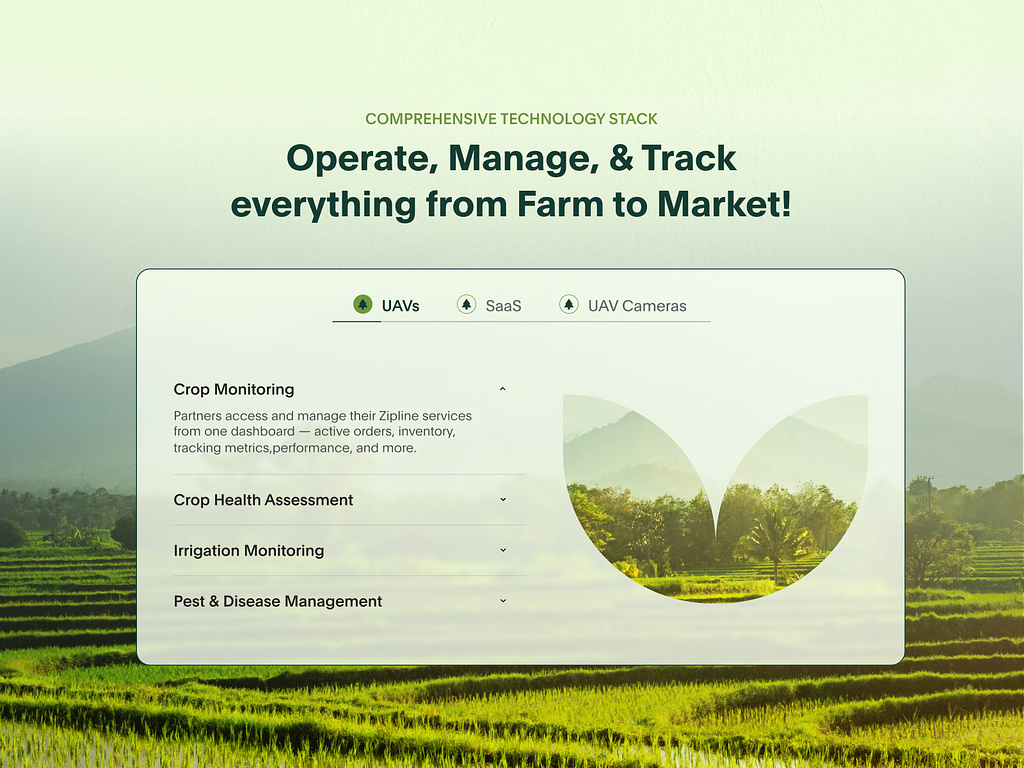 COMPREHENSIVE TECHNOLOGY STACK
Operate, Manage, & Track
everything from Farm to Market!
UAVs
SaaS
UAV Cameras
Crop Monitoring
Partners access and manage their Zipline services
from one dashboard — active orders, inventory,
tracking metrics,performance, and more.
Crop Health Assessment
Irrigation Monitoring
Pest & Disease Management